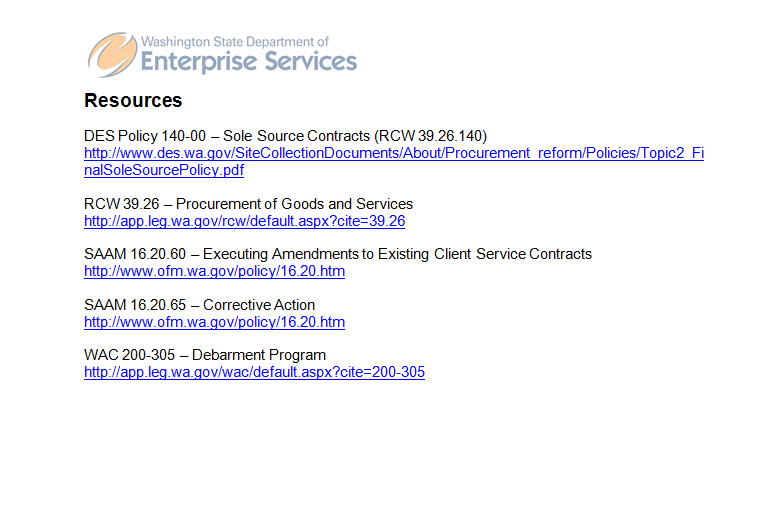 Washington State Department of
Enterprise Services
Resources
DES Policy 140-00 – Sole Source Contracts (RCW 39.26.140)
http://www.des.wa.gov/SiteCollectionDocuments/About/Procurement_reform/Policies/Topic2_Fi
nalSoleSourcePolicy.pdf
RCW 39.26 – Procurement of Goods and Services
http://app.leg.wa.gov/rcw/default.aspx?cite=39.26
SAAM 16.20.60 – Executing Amendments to Existing Client Service Contracts
http://www.ofm.wa.gov/policy/16.20.htm
SAAM 16.20.65 – Corrective Action
http://www.ofm.wa.gov/policy/16.20.htm
WAC 200-305 – Debarment Program
http://app.leg.wa.gov/wac/default.aspx?cite=200-305